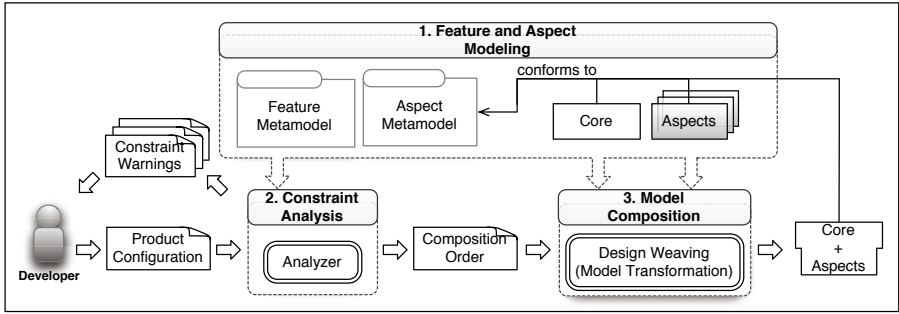 1. Feature and Aspect
Modeling
conforms to
Feature
Metamodel
Aspect
Metamodel
Core
Aspects
Constraint
Warnings
2. Constraint
Analysis
3. Model
Composition
Developer
Product
Configuration
Analyzer
Composition
Order
Design Weaving
(Model Transformation)
Core
+
Aspects